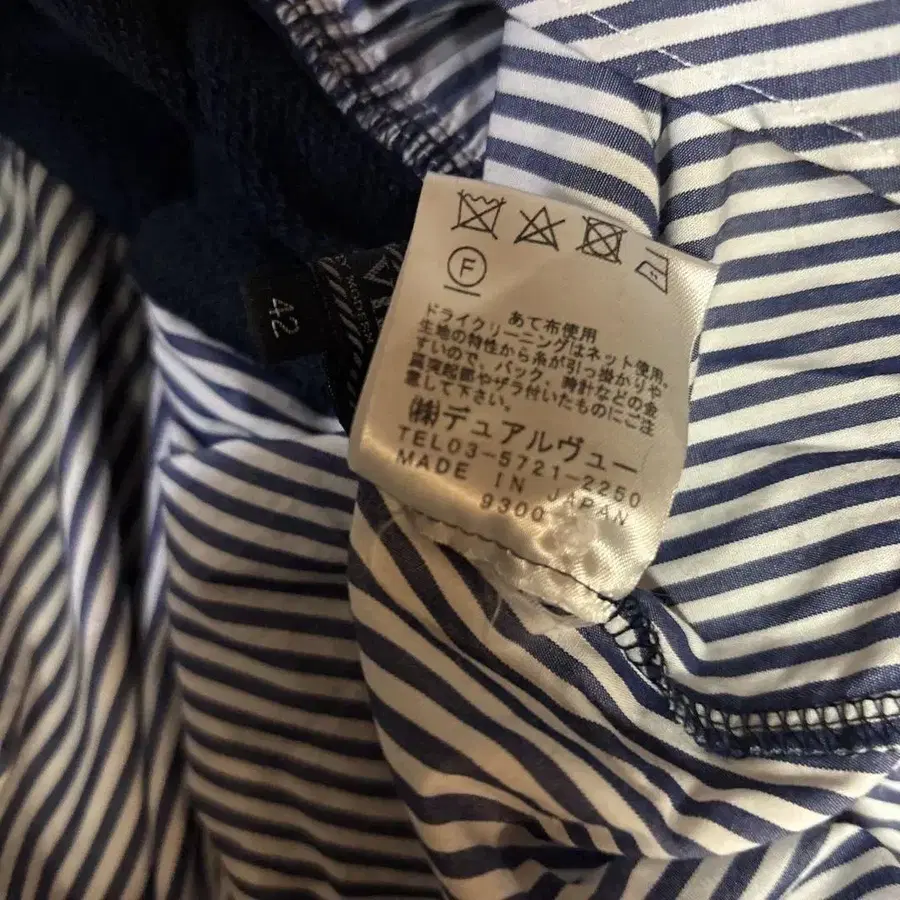 F
あて布使用
ドライクリーニングはネット使用。
生地の特性から糸が引っ掛かりや
すいので、バック、時計などの金
具突起部やザラ付いたものにご注
意して下さい。
㈱デュアルヴュー
TEL03-5721-2250
MADE IN JAPAN
9300
42